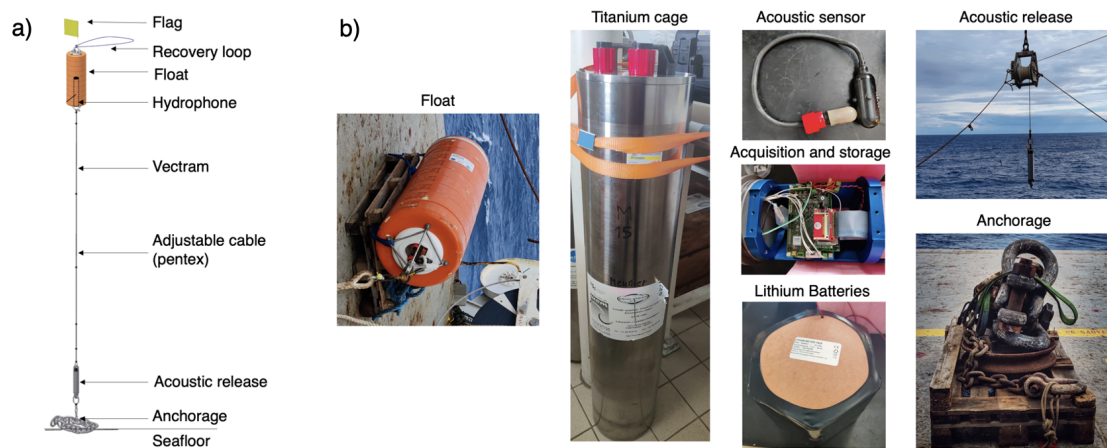 a)
Flag
Recovery loop
Float
Hydrophone
Vectram
Adjustable cable
(pentex)
Acoustic release
Anchorage
Seafloor
b)
Float
Titanium cage
M
15
Acoustic sensor
Acquisition and storage
Lithium Batteries
Acoustic release
Anchorage